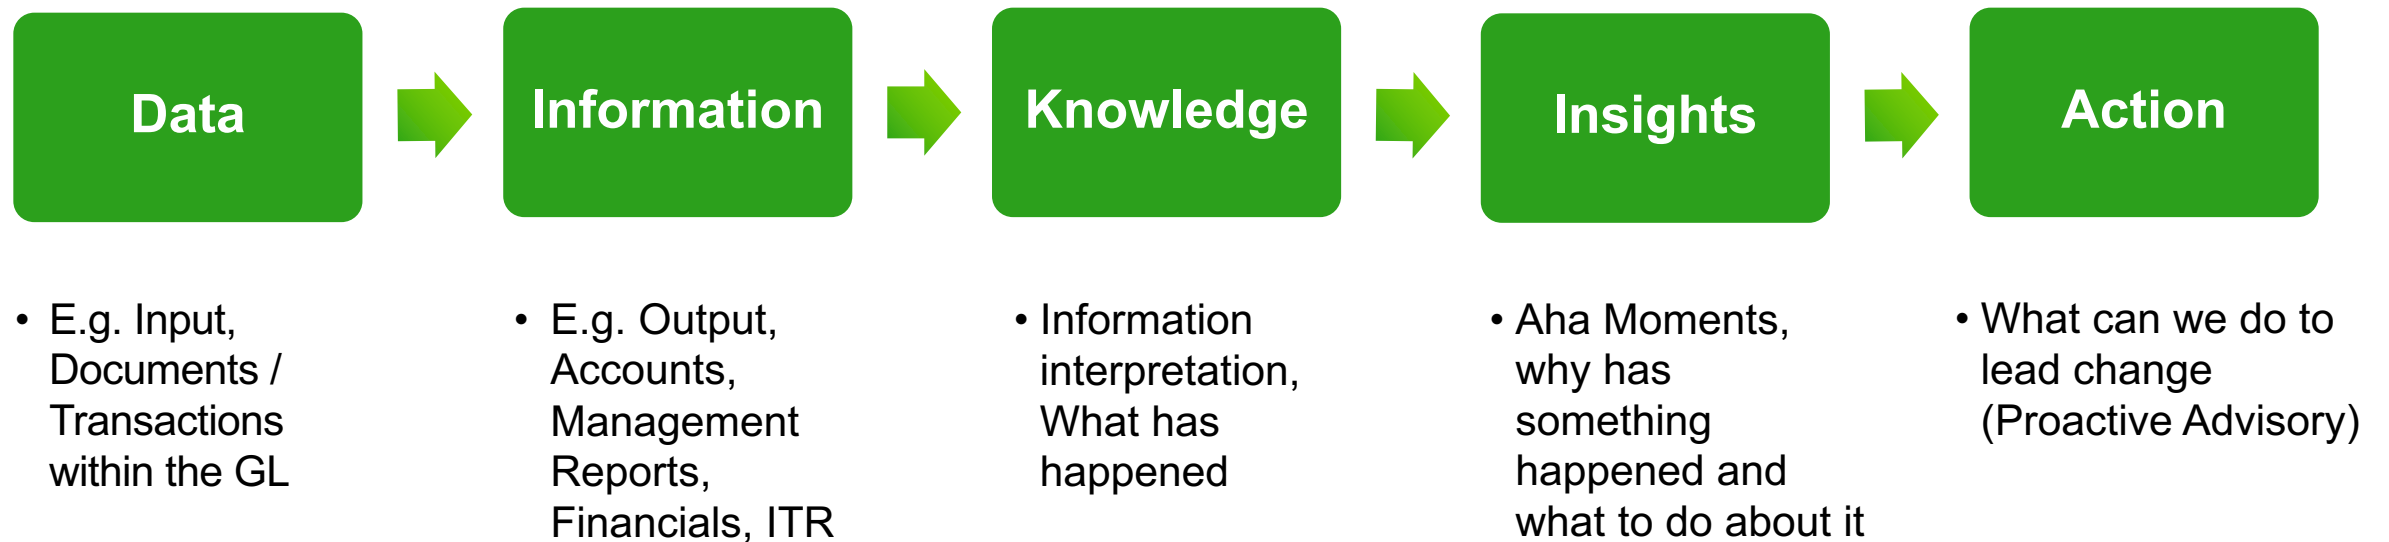 Data
Information
Knowledge
Insights
Action
• E.g. Input,
Documents /
Transactions
within the GL
• E.g. Output,
Accounts,
Management
Reports,
Financials, ITR
• Information
interpretation,
What has
happened
• Aha Moments,
why has
something
happened and
what to do about it
• What can we do to
lead change
(Proactive Advisory)